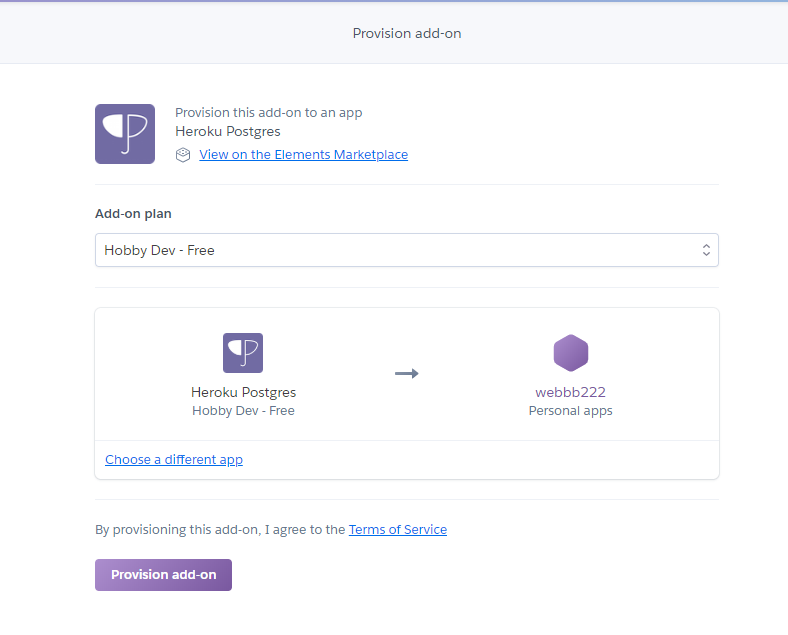 Provision add-on
Provision this add-on to an app
Heroku Postgres
View on the Elements Marketplace
Add-on plan
Hobby Dev - Free
Heroku Postgres
Hobby Dev - Free
webbb222
Personal apps
Choose a different app
By provisioning this add-on, I agree to the Terms of Service
Provision add-on